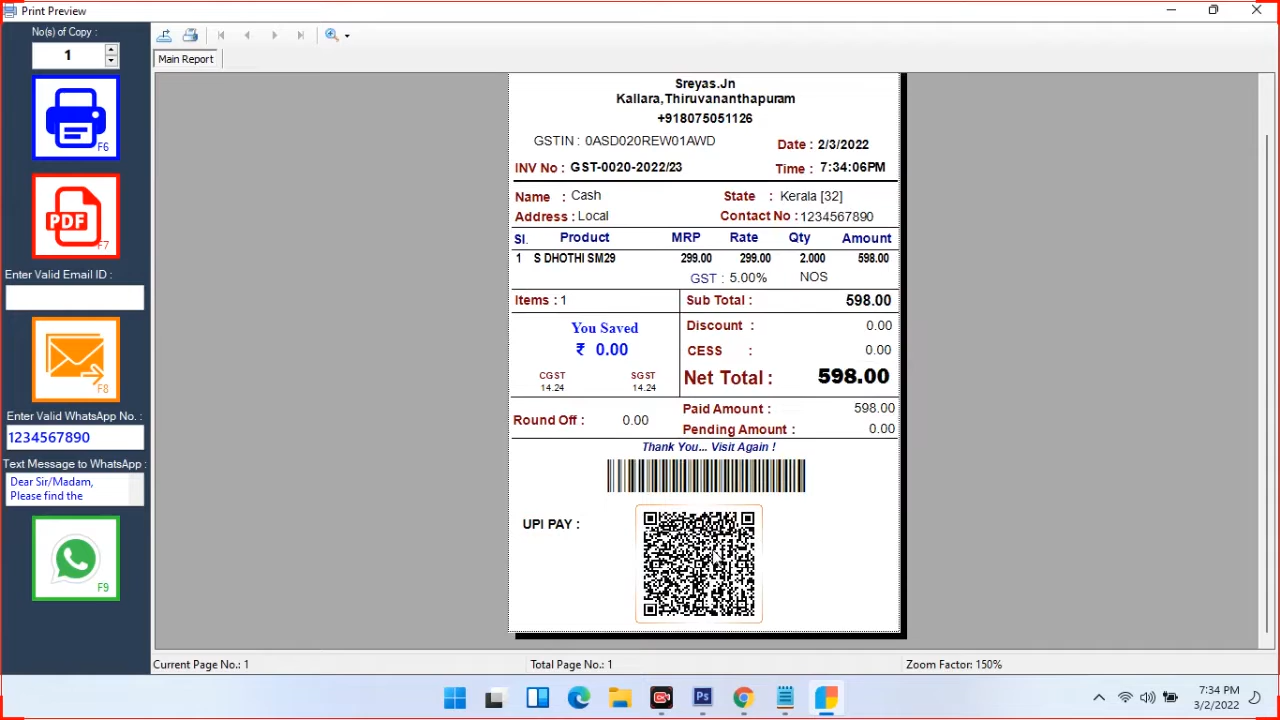 Print Preview
No(s) of Copy :
1
F6
PDF
F7
Enter Valid Email ID :
F8
Enter Valid WhatsApp No. :
1234567890
Text Message to WhatsApp :
Dear Sir/Madam,
Please find the
F9
Main Report
Sreyas.Jn
Kallara,Thiruvananthapuram
+918075051126
GSTIN : 0ASD020REW01AWD
Date : 2/3/2022
INV No : GST-0020-2022/23
Time : 7:34:06PM
Name : Cash
State : Kerala [32]
Address : Local
Contact No : 1234567890
Sl. Product MRP Rate Qty Amount
1 S DHOTHI SM29 299.00 299.00 2.000 598.00
GST : 5.00% NOS
Items : 1
Sub Total : 598.00
You Saved
₹ 0.00
Discount : 0.00
CESS : 0.00
CGST SGST
14.24 14.24
Net Total : 598.00
Round Off : 0.00
Paid Amount : 598.00
Pending Amount : 0.00
Thank You... Visit Again !
UPI PAY :
Current Page No.: 1
Total Page No.: 1
Zoom Factor: 150%
Ps
7:34 PM
3/2/2022